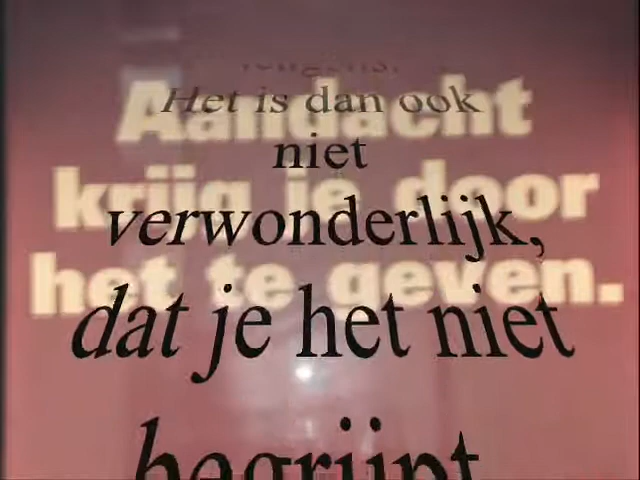 Het is dan ook
niet
verwonderlijk,
dat je het niet
begrijpt
Aandacht
krijg je door
het te geven.